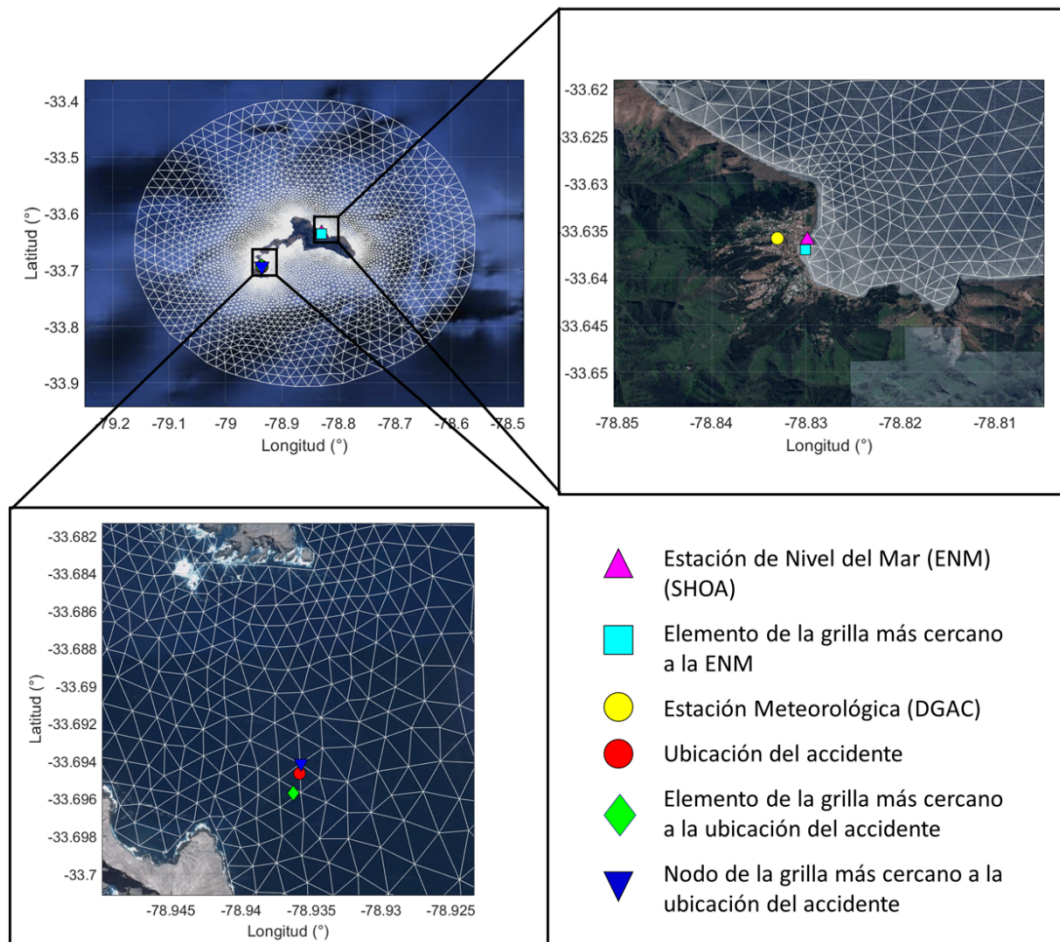 -33.4
-33.5
-33.6
-33.7
-33.8
-33.9
Latitud (°)
-79.2 -79.1 -79 -78.9 -78.8 -78.7 -78.6 -78.5
Longitud (°)
-33.62
-33.625
-33.63
-33.635
-33.64
-33.645
-33.65
Latitud (°)
-78.85 -78.84 -78.83 -78.82 -78.81
Longitud (°)
-33.682
-33.684
-33.686
-33.688
-33.69
-33.692
-33.694
-33.696
-33.698
-33.7
Latitud (°)
-78.945 -78.94 -78.935 -78.93 -78.925
Longitud (°)
Estación de Nivel del Mar (ENM)
(SHOA)
Elemento de la grilla más cercano
a la ENM
Estación Meteorológica (DGAC)
Ubicación del accidente
Elemento de la grilla más cercano
a la ubicación del accidente
Nodo de la grilla más cercano a la
ubicación del accidente